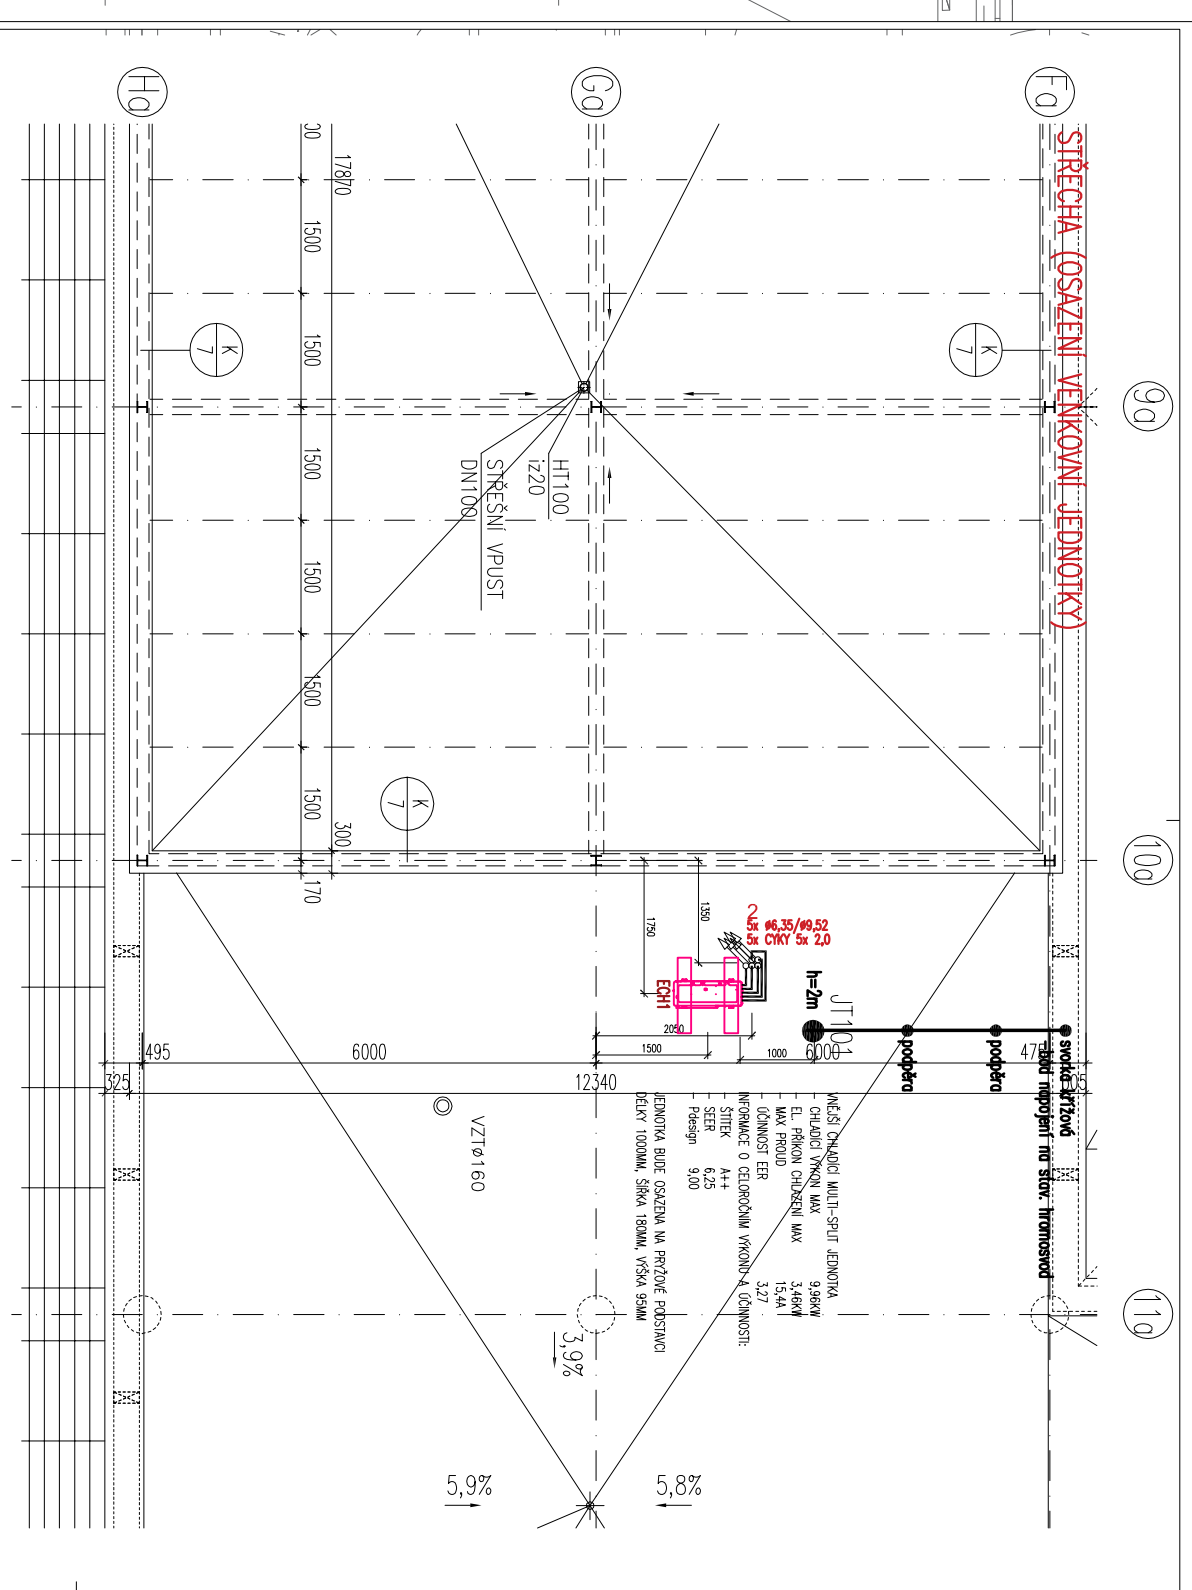 Ha
Ga
Fa
STŘECHA (OSAZENÍ VENKOVNÍ JEDNOTKY)
9a
10a
11a
17870
1500
1500
1500
1500
1500
1500
300
170
K
7
K
7
K
7
HT100
iz20
STŘEŠNÍ VPUST
DN100
1350
1750
2
5x ø6,35/ø9,52
5x CYKY 5x 2,0
ECH1
h=2m
JT101
podpěra
podpěra
svorka křížová
-bod napojení na stav. hromosvod
2050
1500
1000
495
6000
6000
475
325
12340
VZTø160
VNĚJŠÍ CHLADÍCÍ MULTI-SPLIT JEDNOTKA
- CHLADÍCÍ VÝKON MAX 9,96KW
- EL. PŘÍKON CHLAZENÍ MAX 3,46KW
- MAX PROUD 15,4A
- ÚČINNOST EER 3,27
INFORMACE O CELOROČNÍM VÝKONU A ÚČINNOSTI:
- ŠTÍTEK A++
- SEER 6,25
- Pdesign 9,00
JEDNOTKA BUDE OSAZENA NA PRYŽOVÉ PODSTAVCI
DÉLKY 1000MM, ŠÍŘKA 180MM, VÝŠKA 95MM
3,9%
5,9%
5,8%